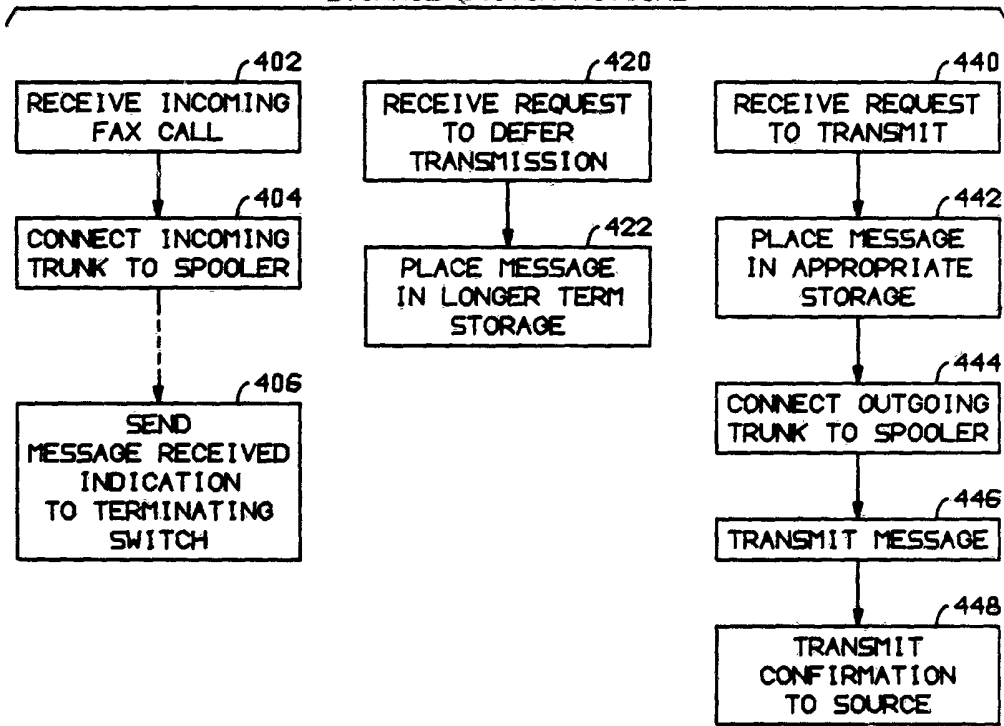 402
RECEIVE INCOMING
FAX CALL
404
CONNECT INCOMING
TRUNK TO SPOOLER
406
SEND
MESSAGE RECEIVED
INDICATION
TO TERMINATING
SWITCH
420
RECEIVE REQUEST
TO DEFER
TRANSMISSION
422
PLACE MESSAGE
IN LONGER TERM
STORAGE
440
RECEIVE REQUEST
TO TRANSMIT
442
PLACE MESSAGE
IN APPROPRIATE
STORAGE
444
CONNECT OUTGOING
TRUNK TO SPOOLER
446
TRANSMIT MESSAGE
448
TRANSMIT
CONFIRMATION
TO SOURCE